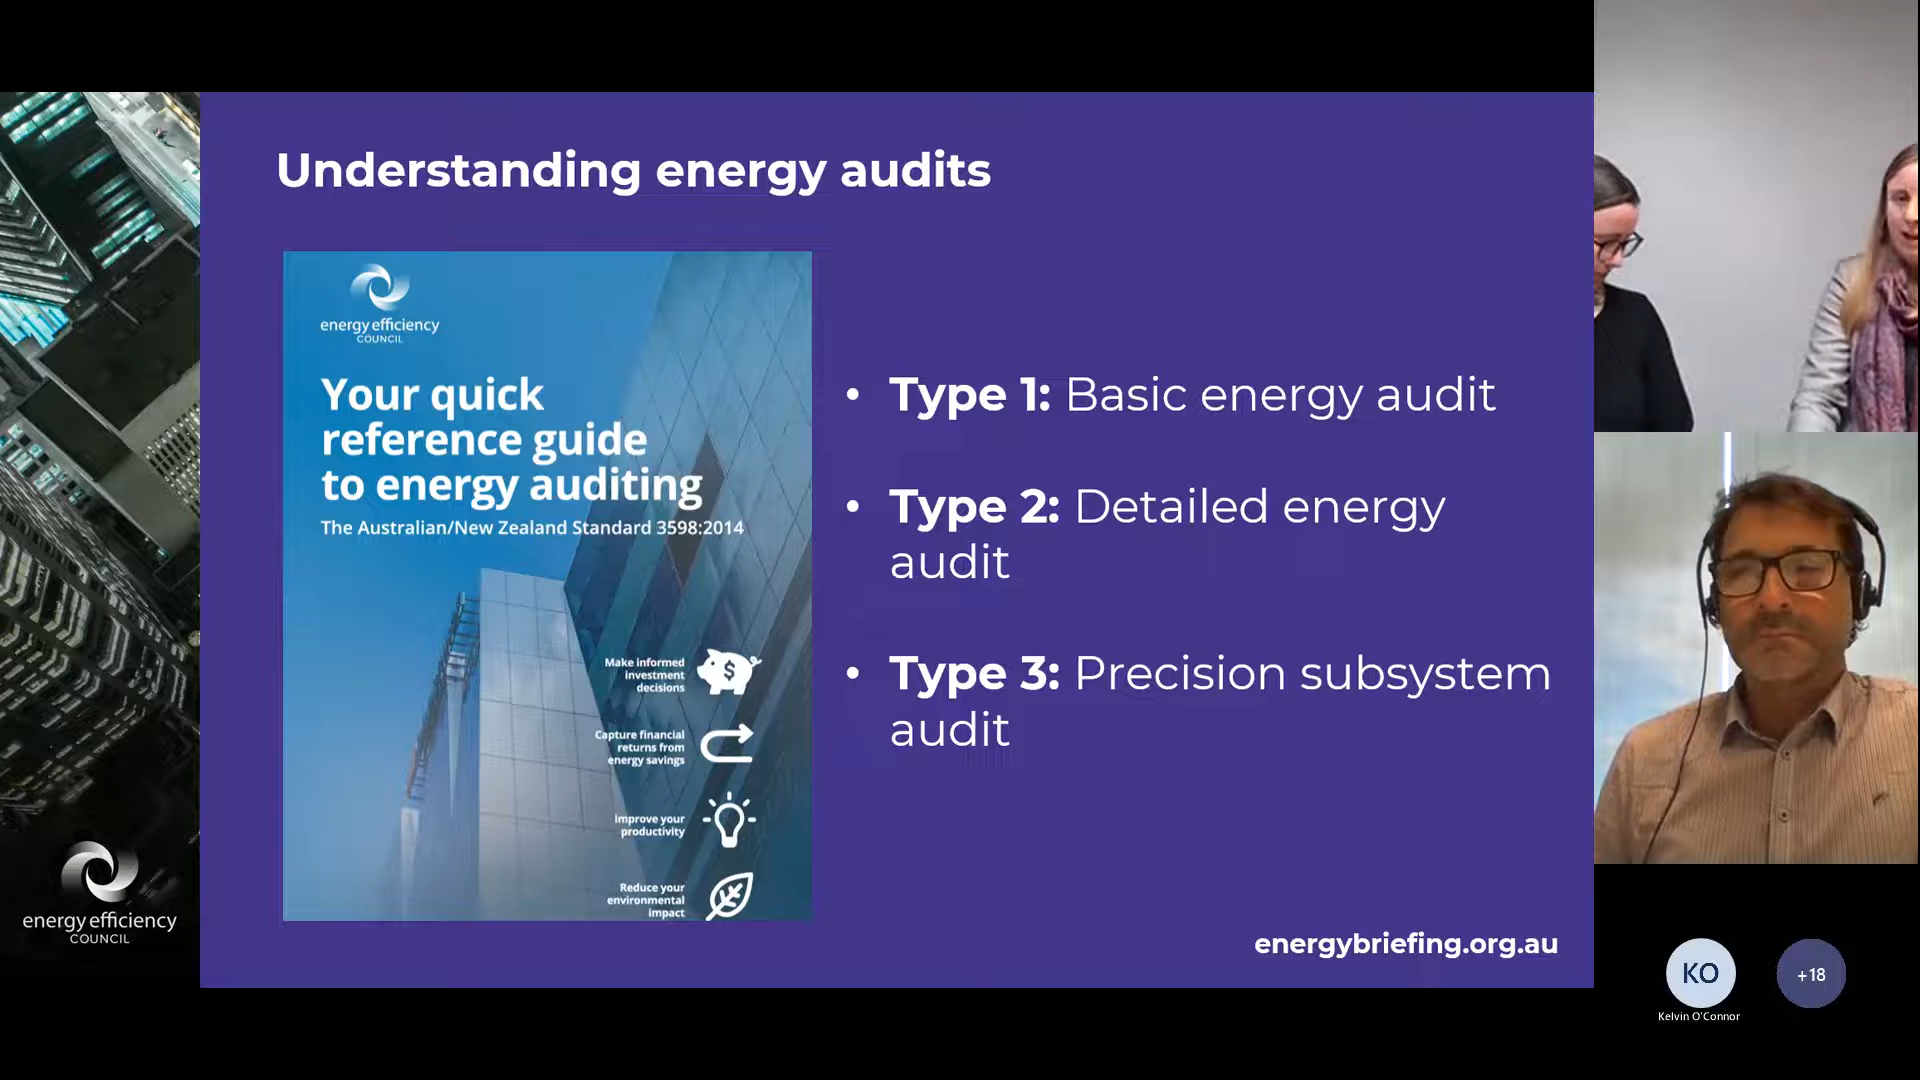 Understanding energy audits
energy efficiency
COUNCIL
Your quick
reference guide
to energy auditing
The Australian/New Zealand Standard 3598:2014
Make informed
investment
decisions
$
Capture financial
returns from
energy savings
Improve your
productivity
Reduce your
environmental
impact
• Type 1: Basic energy audit
• Type 2: Detailed energy
audit
• Type 3: Precision subsystem
audit
energybriefing.org.au
energy efficiency
COUNCIL
KO
+18
Kelvin O'Connor